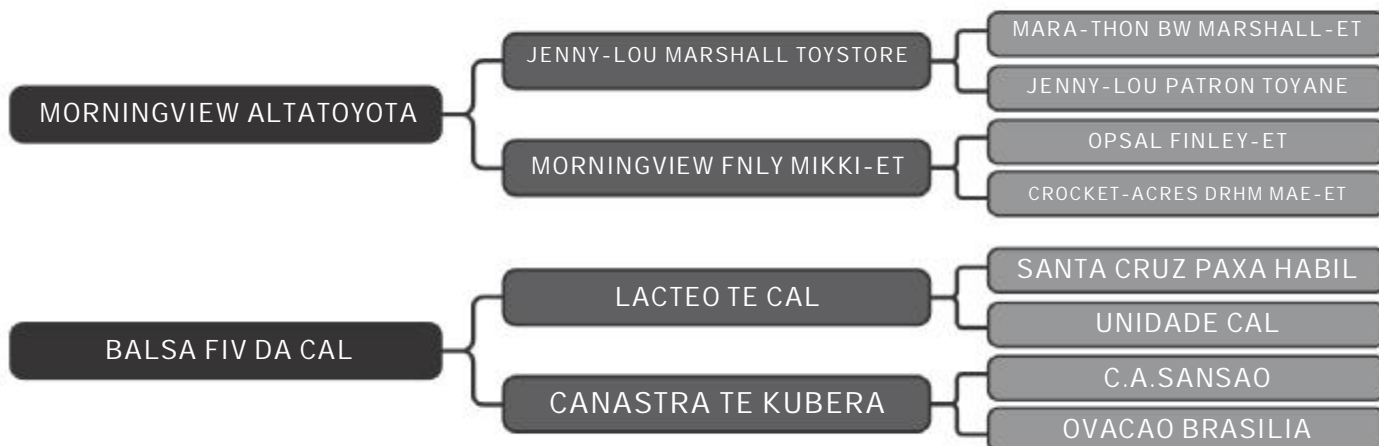 MORNINGVIEW ALTATOYOTA
JENNY-LOU MARSHALL TOYSTORE
MARA-THON BW MARSHALL-ET
JENNY-LOU PATRON TOYANE
MORNINGVIEW FNLY MIKKI-ET
OPSAL FINLEY-ET
CROCKET-ACRES DRHM MAE-ET
BALSA FIV DA CAL
LACTEO TE CAL
SANTA CRUZ PAXA HABIL
UNIDADE CAL
CANASTRA TE KUBERA
C.A.SANSAO
OVACAO BRASILIA